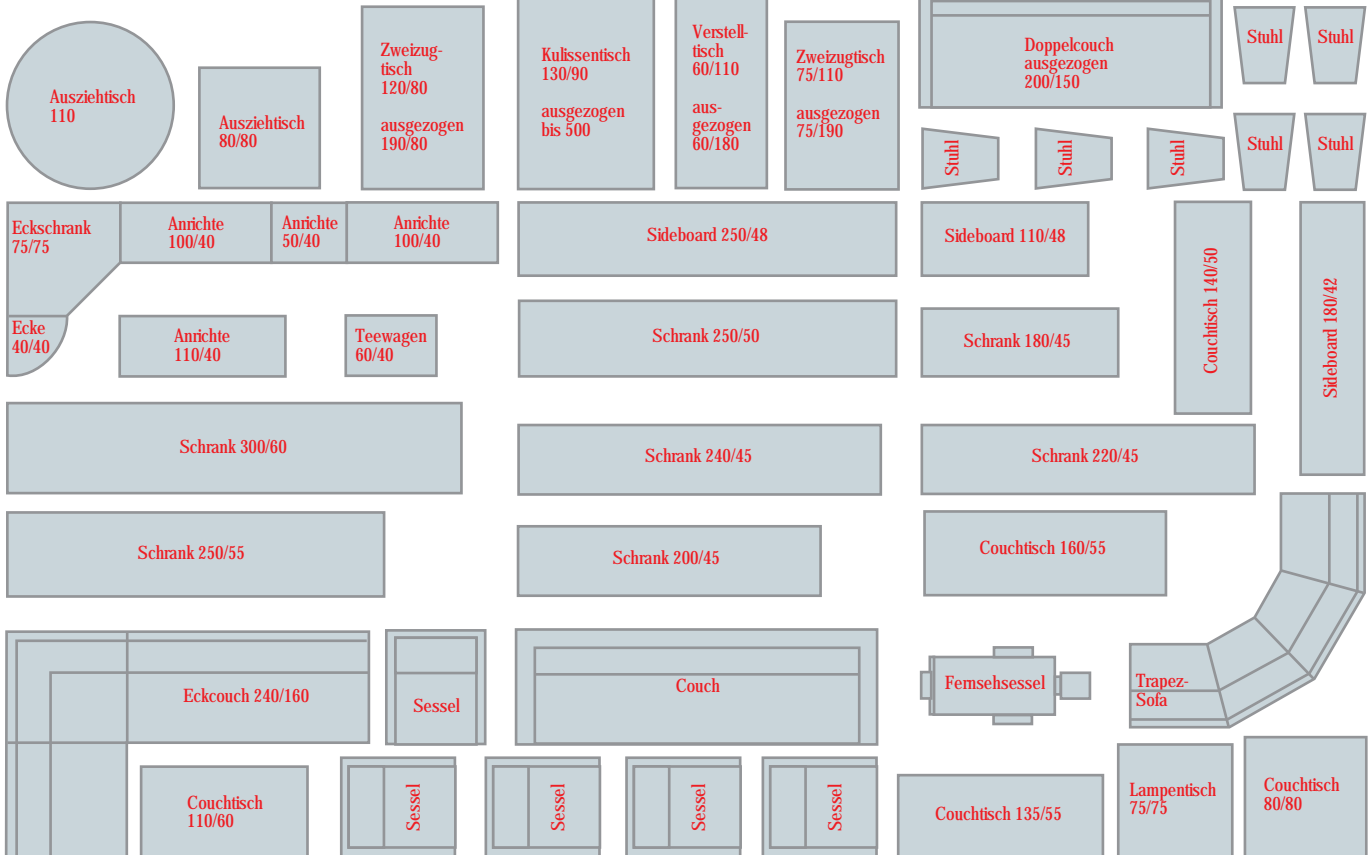 Ausziehtisch
110
Ausziehtisch
80/80
Zweizug-
tisch
120/80
ausgezogen
190/80
Kulissentisch
130/90
ausgezogen
bis 500
Verstell-
tisch
60/110
aus-
gezogen
60/180
Zweizugtisch
75/110
ausgezogen
75/190
Doppelcouch
ausgezogen
200/150
Stuhl
Stuhl
Stuhl
Stuhl
Stuhl
Stuhl
Stuhl
Eckschrank
75/75
Anrichte
100/40
Anrichte
50/40
Anrichte
100/40
Sideboard 250/48
Sideboard 110/48
Couchtisch 140/50
Sideboard 180/42
Ecke
40/40
Anrichte
110/40
Teewagen
60/40
Schrank 250/50
Schrank 180/45
Schrank 300/60
Schrank 240/45
Schrank 220/45
Schrank 250/55
Schrank 200/45
Couchtisch 160/55
Eckcouch 240/160
Sessel
Couch
Fernsehsessel
Trapez-
Sofa
Couchtisch
110/60
Sessel
Sessel
Sessel
Sessel
Couchtisch 135/55
Lampentisch
75/75
Couchtisch
80/80